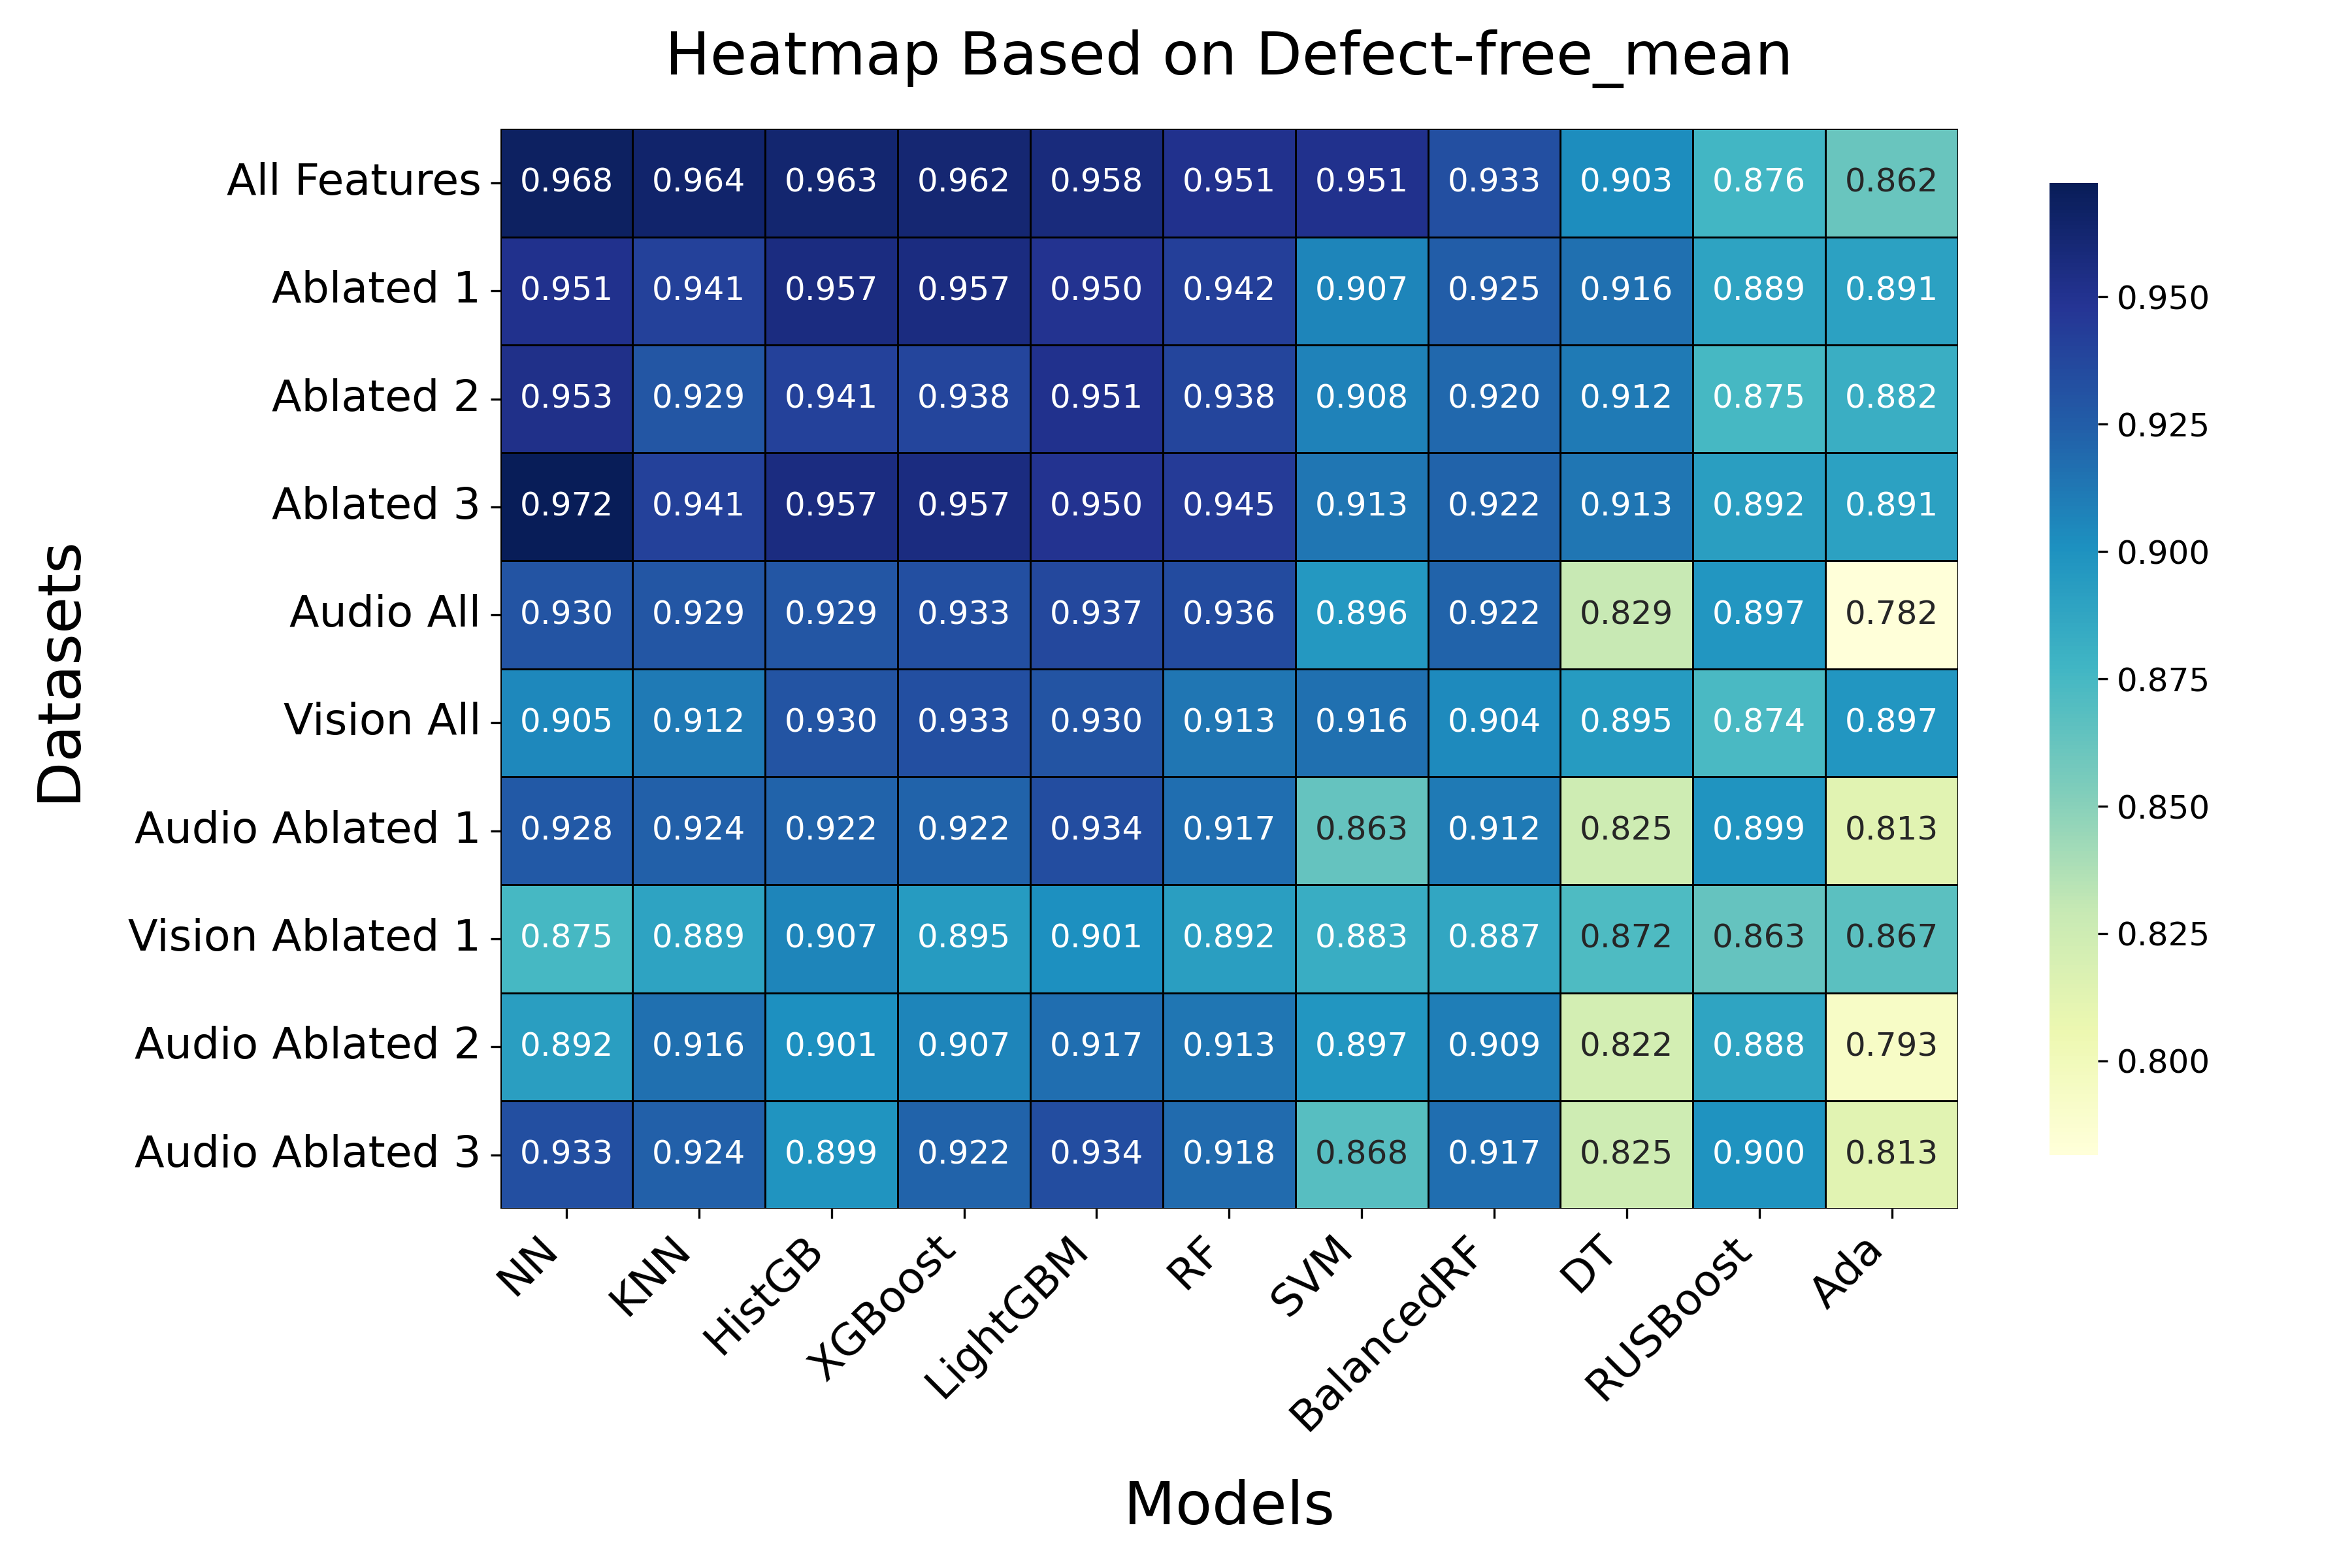 Heatmap Based on Defect-free_mean
Datasets
All Features 0.968 0.964 0.963 0.962 0.958 0.951 0.951 0.933 0.903 0.876 0.862
Ablated 1 0.951 0.941 0.957 0.957 0.950 0.942 0.907 0.925 0.916 0.889 0.891
Ablated 2 0.953 0.929 0.941 0.938 0.951 0.938 0.908 0.920 0.912 0.875 0.882
Ablated 3 0.972 0.941 0.957 0.957 0.950 0.945 0.913 0.922 0.913 0.892 0.891
Audio All 0.930 0.929 0.929 0.933 0.937 0.936 0.896 0.922 0.829 0.897 0.782
Vision All 0.905 0.912 0.930 0.933 0.930 0.913 0.916 0.904 0.895 0.874 0.897
Audio Ablated 1 0.928 0.924 0.922 0.922 0.934 0.917 0.863 0.912 0.825 0.899 0.813
Vision Ablated 1 0.875 0.889 0.907 0.895 0.901 0.892 0.883 0.887 0.872 0.863 0.867
Audio Ablated 2 0.892 0.916 0.901 0.907 0.917 0.913 0.897 0.909 0.822 0.888 0.793
Audio Ablated 3 0.933 0.924 0.899 0.922 0.934 0.918 0.868 0.917 0.825 0.900 0.813
NN KNN HistGB XGBoost LightGBM RF SVM BalancedRF DT RUSBoost Ada
Models
0.950
0.925
0.900
0.875
0.850
0.825
0.800